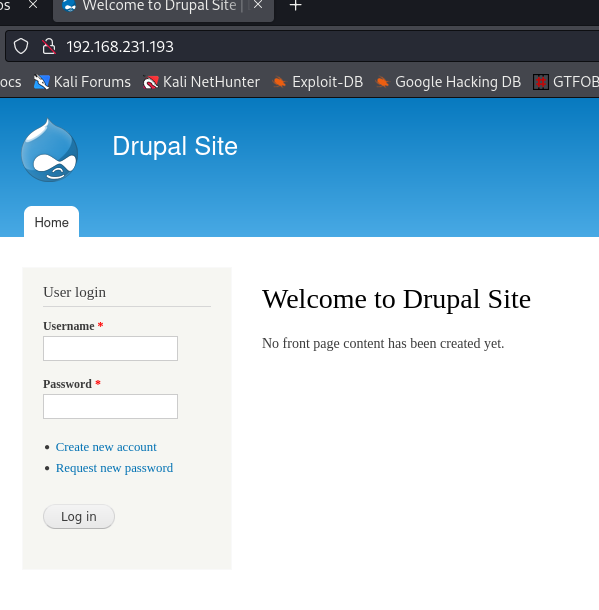 os × Welcome to Drupal Site | × +
192.168.231.193
ocs Kali Forums Kali NetHunter Exploit-DB Google Hacking DB GTFOB
Drupal Site
Home
User login
Welcome to Drupal Site
Username *
No front page content has been created yet.
Password *
Create new account
Request new password
Log in